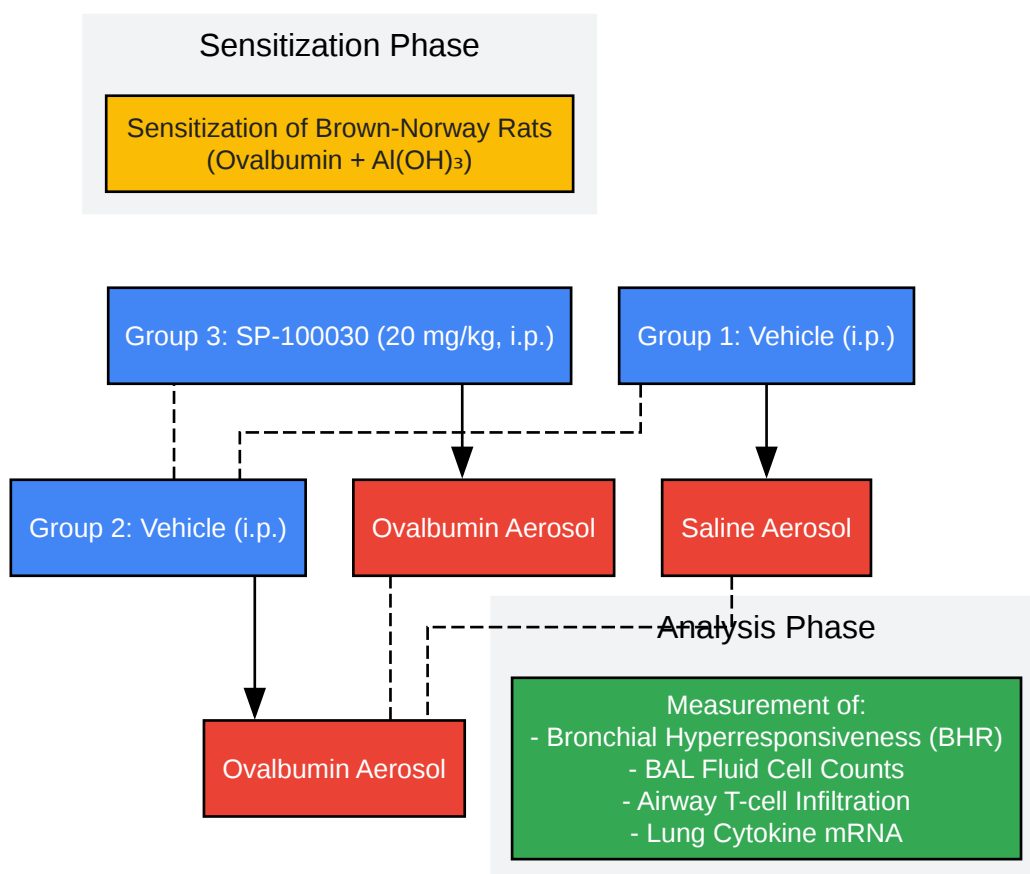 Sensitization Phase
Sensitization of Brown-Norway Rats
(Ovalbumin + Al(OH)₃)
Group 3: SP-100030 (20 mg/kg, i.p.)
Group 1: Vehicle (i.p.)
Group 2: Vehicle (i.p.)
Ovalbumin Aerosol
Saline Aerosol
Analysis Phase
Ovalbumin Aerosol
Measurement of:
- Bronchial Hyperresponsiveness (BHR)
- BAL Fluid Cell Counts
- Airway T-cell Infiltration
- Lung Cytokine mRNA